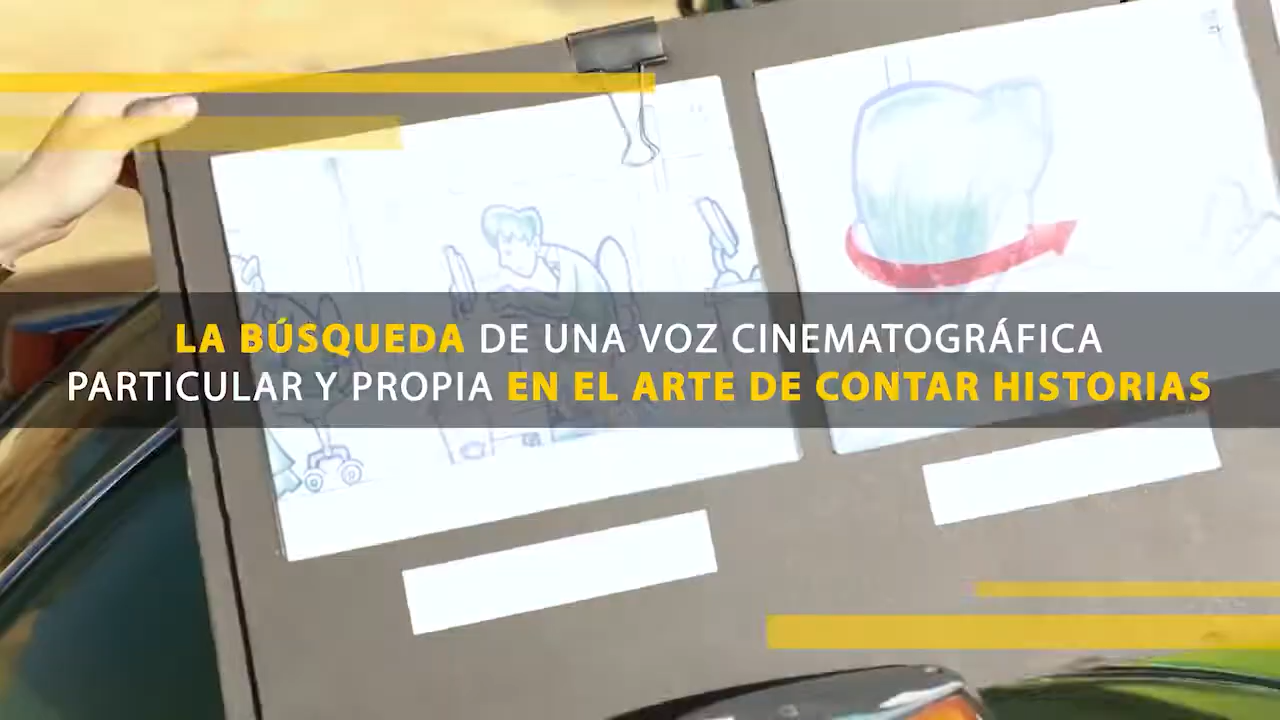 LA BÚSQUEDA DE UNA VOZ CINEMATOGRÁFICA
PARTICULAR Y PROPIA EN EL ARTE DE CONTAR HISTORIAS